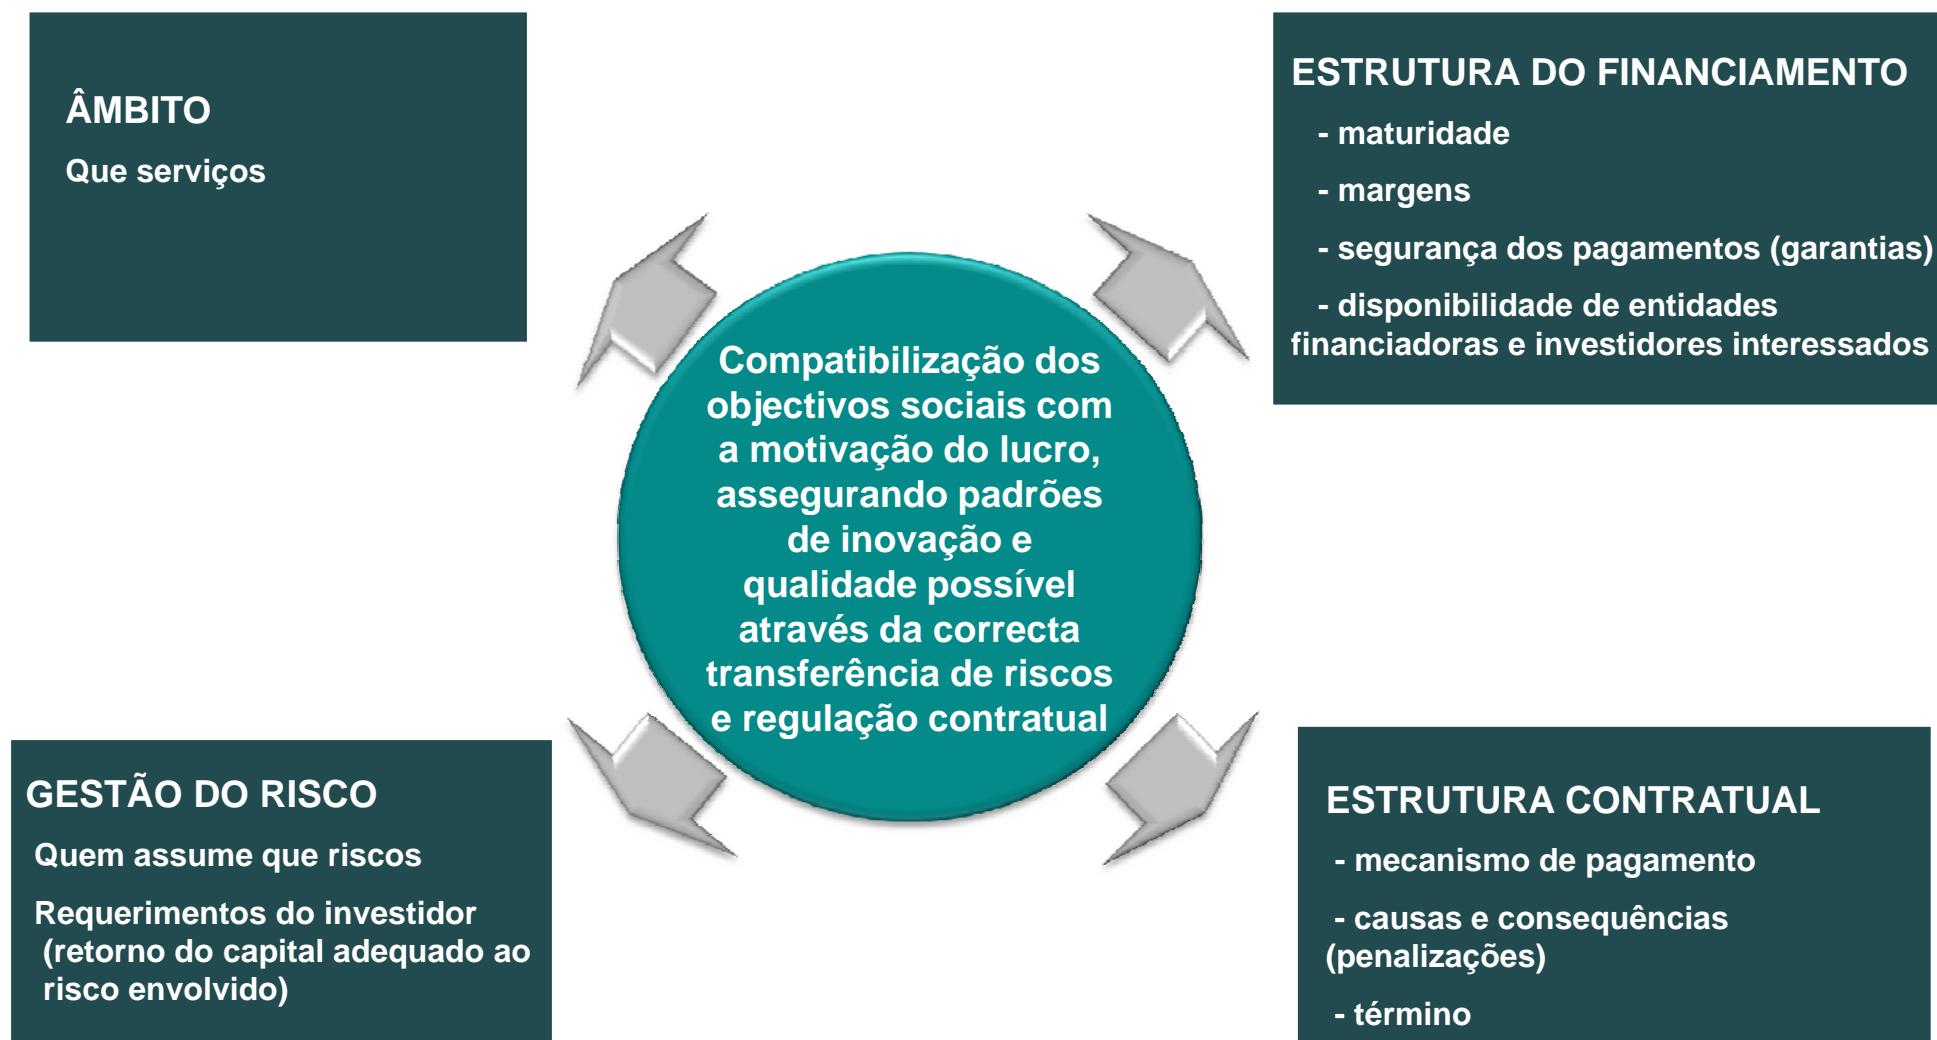 ÂMBITO
Que serviços
ESTRUTURA DO FINANCIAMENTO
- maturidade
- margens
- segurança dos pagamentos (garantias)
- disponibilidade de entidades
financiadoras e investidores interessados
Compatibilização dos
objectivos sociais com
a motivação do lucro,
assegurando padrões
de inovação e
qualidade possível
através da correcta
transferência de riscos
e regulação contratual
GESTÃO DO RISCO
Quem assume que riscos
Requerimentos do investidor
(retorno do capital adequado ao
risco envolvido)
ESTRUTURA CONTRATUAL
- mecanismo de pagamento
- causas e consequências
(penalizações)
- término